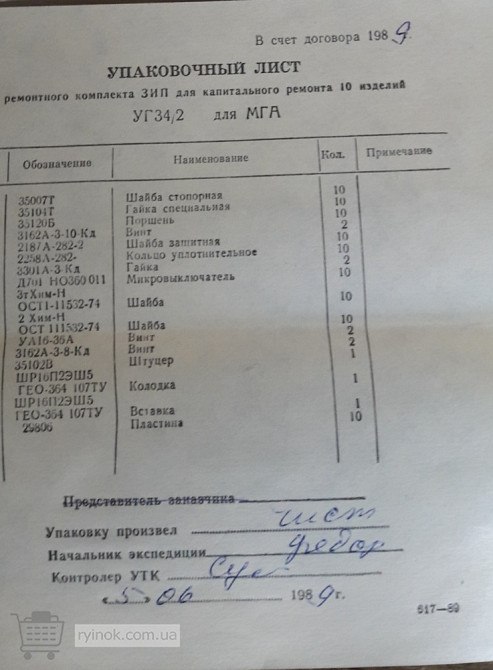 В счет договора 1989.
УПАКОВОЧНЫЙ ЛИСТ
ремонтного комплекта ЗИП для капитального ремонта 10 изделий
УГ34/2 для МГА
Обозначение Наименование Кол. Примечание
35007Т Шайба стопорная 10
35104Т Гайка специальная 10
35120Б Поршень 10
3162А-3-10-Кд Винт 2
2187А-282-2 Шайба защитная 10
2258А-282- Кольцо уплотнительное 10
3301А-3-Кд Гайка 2
Д701 НО360 011 Микровыключатель 10
3тХим-Н
ОСТ1-11532-74 Шайба 10
2 Хим-Н
ОСТ 111532-74 Шайба 10
УА16-36А Винт 2
3162А-3-8-Кд Винт 2
35102В Штуцер 1
ШР16П2ЭШ5
ГЕО-364 107ТУ Колодка 1
ШР16П2ЭШ5
ГЕО-364 107ТУ Вставка 1
29806 Пластина 10
Представитель заказчика
Упаковку произвел
Начальник экспедиции
Контролер УТК
«5» 06 1989г.
617—89
ryinok.com.ua